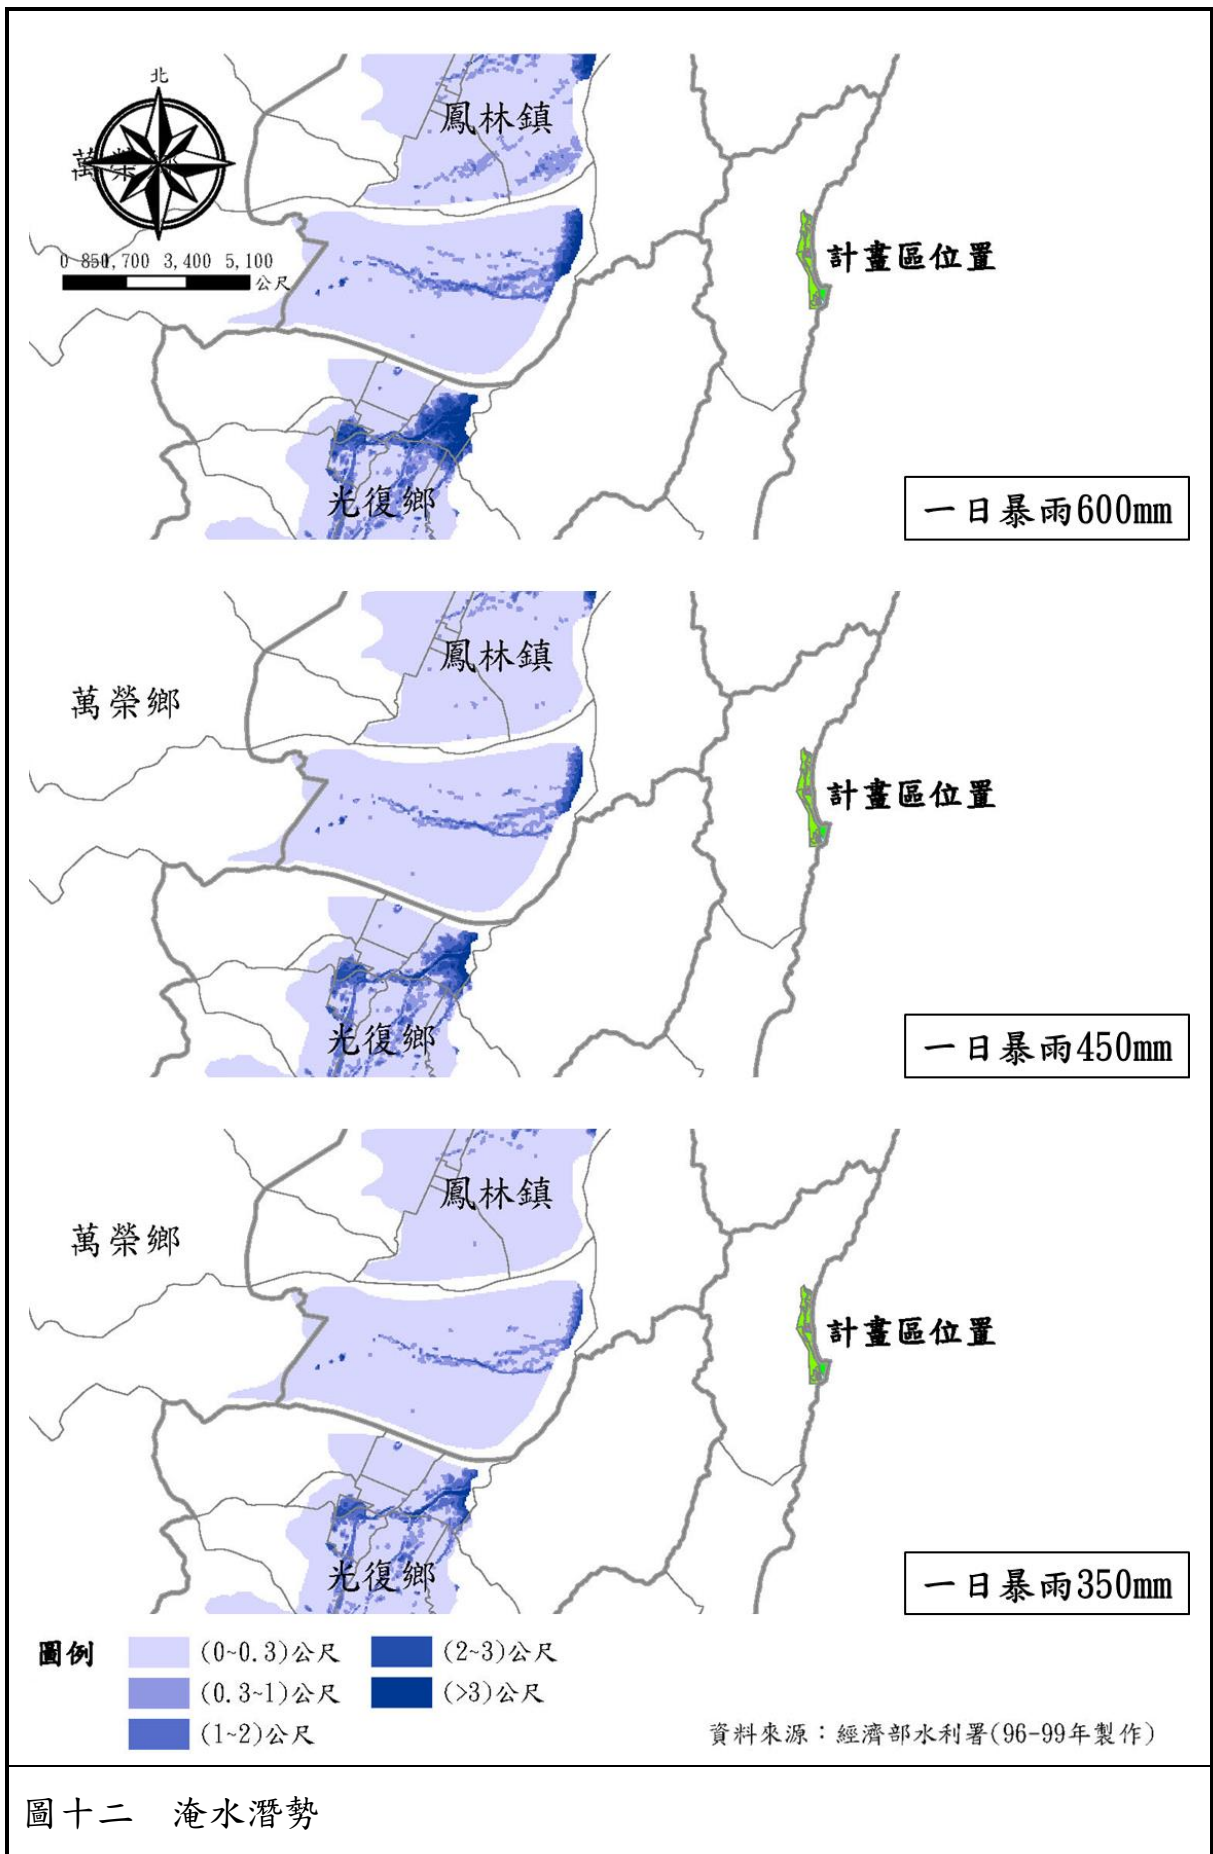 北
鳳林鎮
萬榮鄉
0 850 1,700 3,400 5,100
公尺
計畫區位置
光復鄉
一日暴雨600mm
鳳林鎮
萬榮鄉
計畫區位置
光復鄉
一日暴雨450mm
鳳林鎮
萬榮鄉
計畫區位置
光復鄉
一日暴雨350mm
圖例
(0~0.3)公尺
(2~3)公尺
(0.3~1)公尺
(>3)公尺
(1~2)公尺
資料來源：經濟部水利署(96-99年製作)
圖十二　淹水潛勢